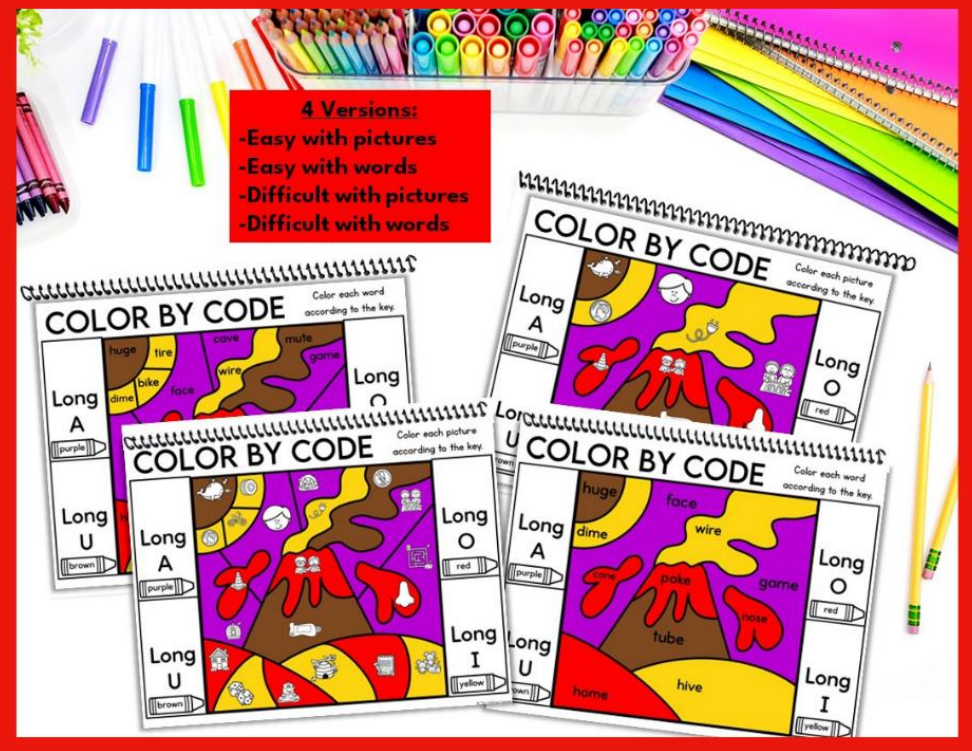 4 Versions:
-Easy with pictures
-Easy with words
-Difficult with pictures
-Difficult with words
COLOR BY CODE
Color each word
according to the key.
Long
A
purple
Long
U
brown
Long
huge
tire
bike
dime
face
cave
wire
mute
game
COLOR BY CODE
Color each picture
according to the key.
Long
A
purple
Long
O
red
COLOR BY CODE
Color each picture
according to the key.
Long
A
purple
Long
U
brown
Long
O
red
Long
I
yellow
COLOR BY CODE
Color each word
according to the key.
Long
A
purple
Long
U
Long
O
red
Long
I
yellow
huge
face
dime
wire
cone
poke
game
nose
tube
home
hive